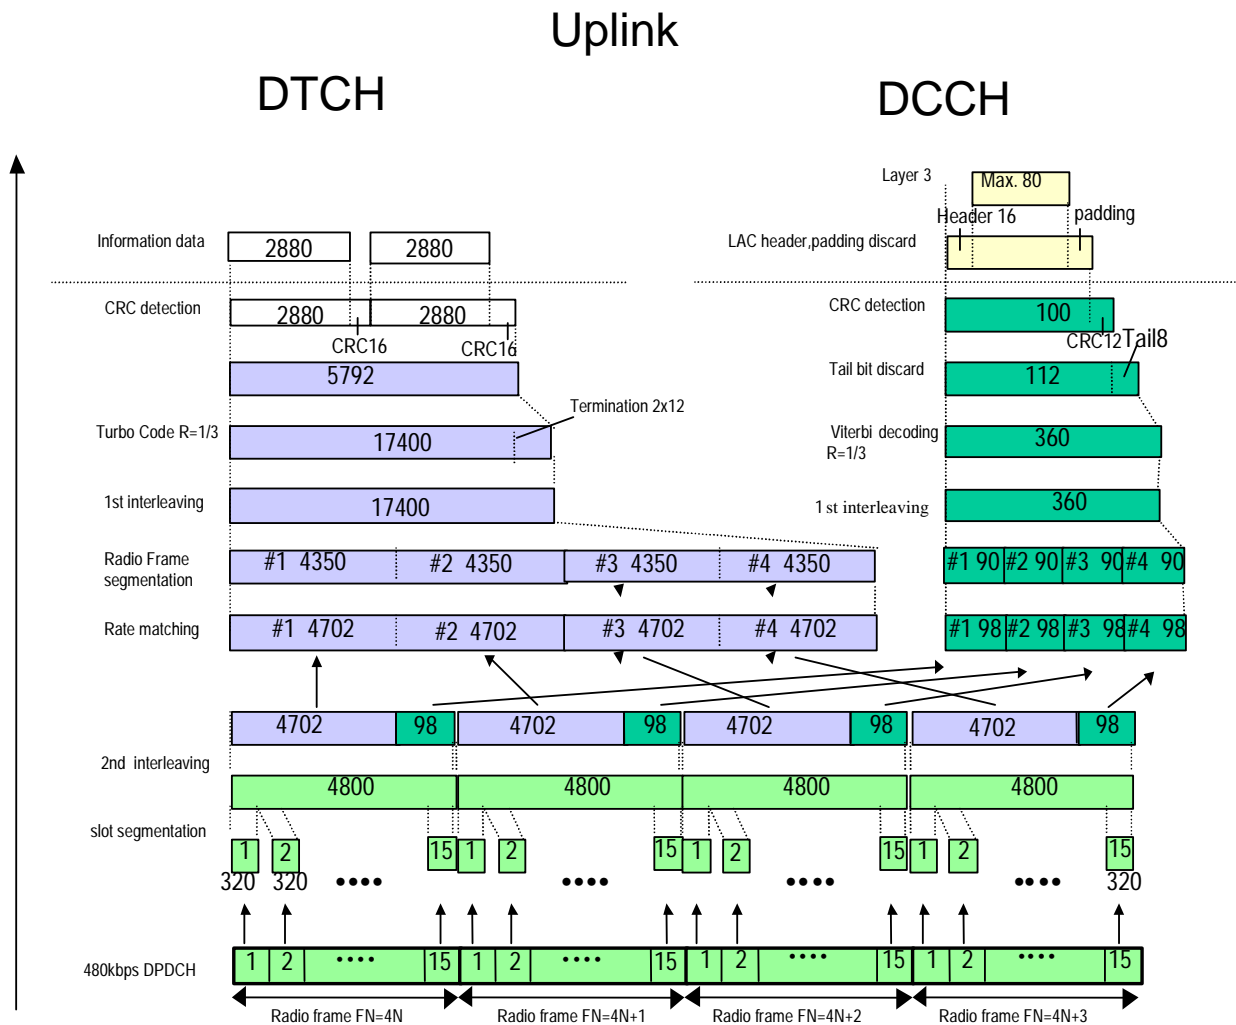 Uplink
DTCH
DCCH
Layer 3
Max. 80
Header 16
padding
Information data
2880
2880
LAC header,padding discard
CRC detection
2880
2880
CRC16
CRC16
CRC detection
100
CRC12
5792
Tail bit discard
112
Tail8
Termination 2x12
Turbo Code R=1/3
17400
Viterbi decoding
R=1/3
360
1st interleaving
17400
1 st interleaving
360
Radio Frame
segmentation
#1 4350
#2 4350
#3 4350
#4 4350
#1 90
#2 90
#3 90
#4 90
Rate matching
#1 4702
#2 4702
#3 4702
#4 4702
#1 98
#2 98
#3 98
#4 98
4702
98
4702
98
4702
98
4702
98
2nd interleaving
4800
4800
4800
4800
slot segmentation
1
2
15
1
2
15
1
2
15
1
2
15
320
320
••••
••••
••••
••••
320
480kbps DPDCH
1
2
••••
15
1
2
••••
15
1
2
••••
15
1
2
••••
15
Radio frame FN=4N
Radio frame FN=4N+1
Radio frame FN=4N+2
Radio frame FN=4N+3